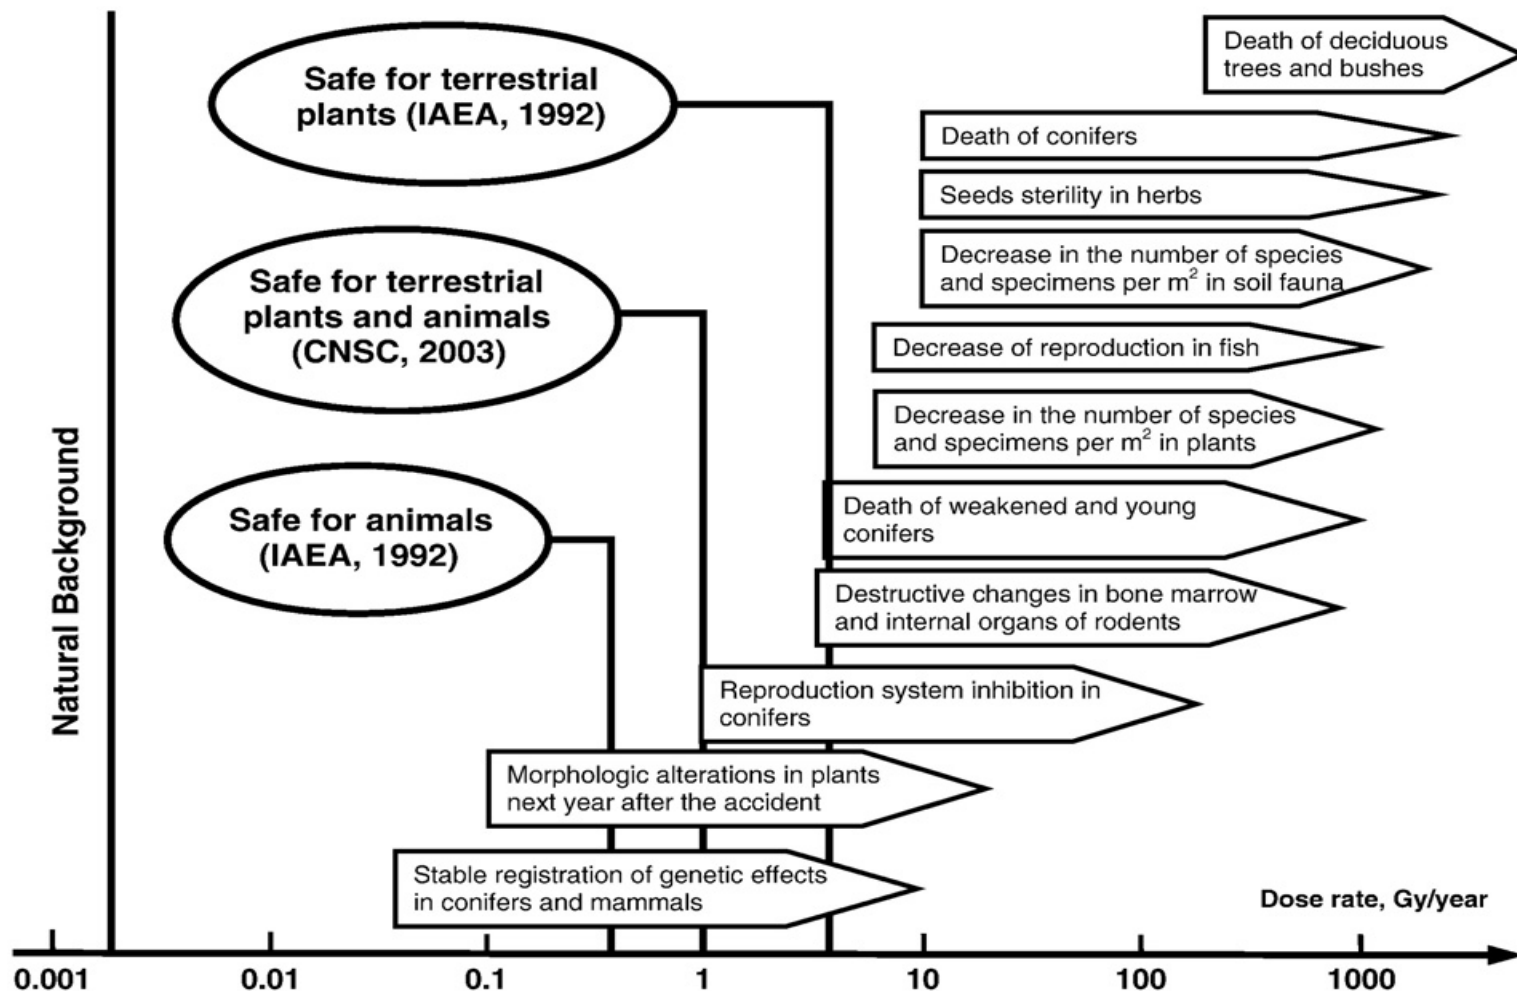 Natural Background
Safe for terrestrial
plants (IAEA, 1992)
Safe for terrestrial
plants and animals
(CNSC, 2003)
Safe for animals
(IAEA, 1992)
Death of deciduous
trees and bushes
Death of conifers
Seeds sterility in herbs
Decrease in the number of species
and specimens per m² in soil fauna
Decrease of reproduction in fish
Decrease in the number of species
and specimens per m² in plants
Death of weakened and young
conifers
Destructive changes in bone marrow
and internal organs of rodents
Reproduction system inhibition in
conifers
Morphologic alterations in plants
next year after the accident
Stable registration of genetic effects
in conifers and mammals
Dose rate, Gy/year
0.001 0.01 0.1 1 10 100 1000